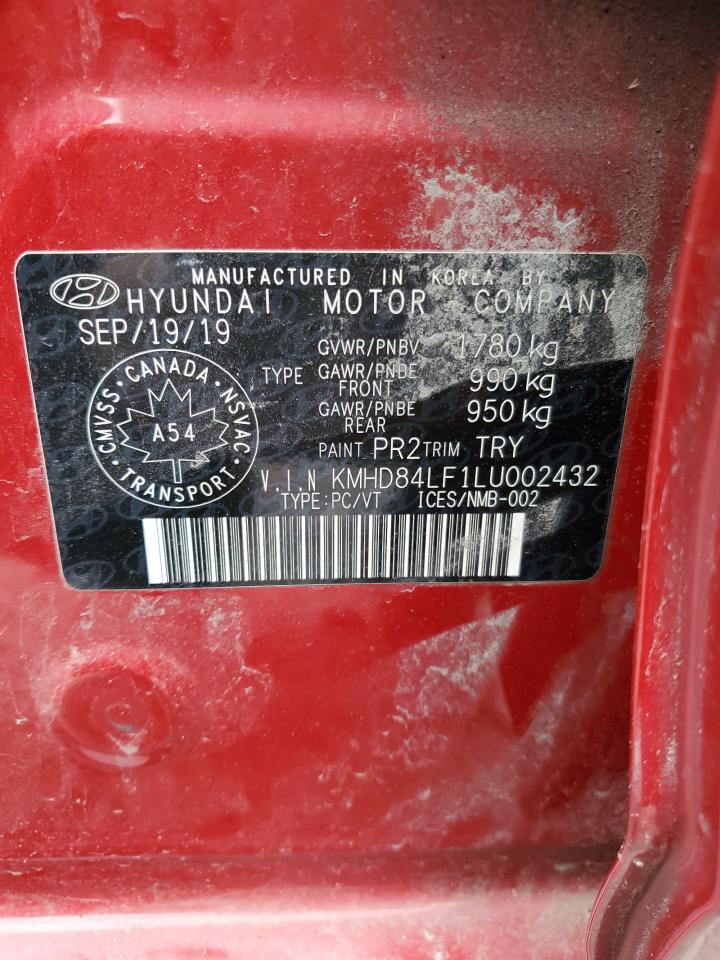 MANUFACTURED IN KOREA BY
HYUNDAI MOTOR COMPANY
SEP/19/19
GVWR/PNBV 1780 kg
TYPE GAWR/PNBE FRONT 990 kg
GAWR/PNBE REAR 950 kg
PAINT PR2 TRIM TRY
V.I.N KMHD84LF1LU002432
TYPE:PC/VT ICES/NMB-002
CMVSS · CANADA · NSVAC · TRANSPORT ·
A54